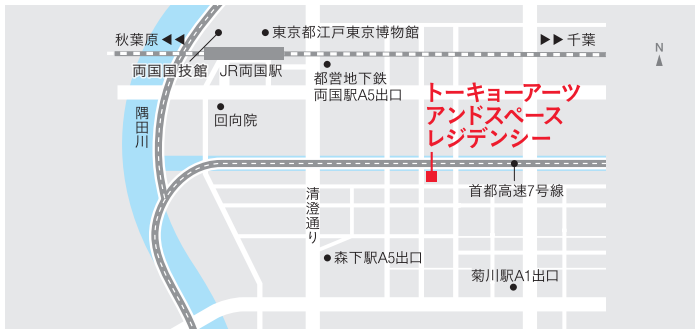 秋葉原
東京都江戸東京博物館
千葉
N
両国国技館
JR両国駅
都営地下鉄
両国駅A5出口
トーキョーアーツ
アンドスペース
レジデンシー
隅田川
回向院
首都高速7号線
清澄通り
森下駅A5出口
菊川駅A1出口